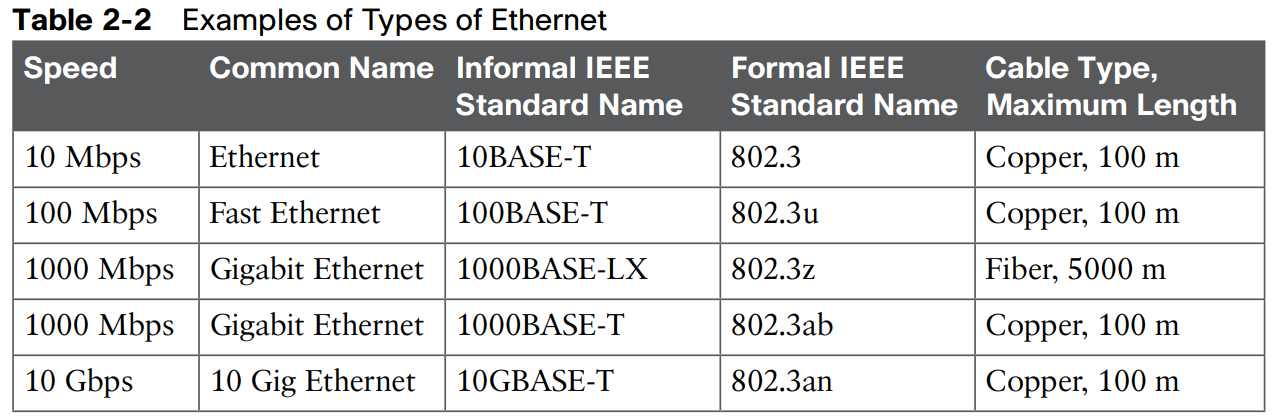 Table 2-2 Examples of Types of Ethernet
Speed Common Name Informal IEEE Standard Name Formal IEEE Standard Name Cable Type, Maximum Length
10 Mbps Ethernet 10BASE-T 802.3 Copper, 100 m
100 Mbps Fast Ethernet 100BASE-T 802.3u Copper, 100 m
1000 Mbps Gigabit Ethernet 1000BASE-LX 802.3z Fiber, 5000 m
1000 Mbps Gigabit Ethernet 1000BASE-T 802.3ab Copper, 100 m
10 Gbps 10 Gig Ethernet 10GBASE-T 802.3an Copper, 100 m